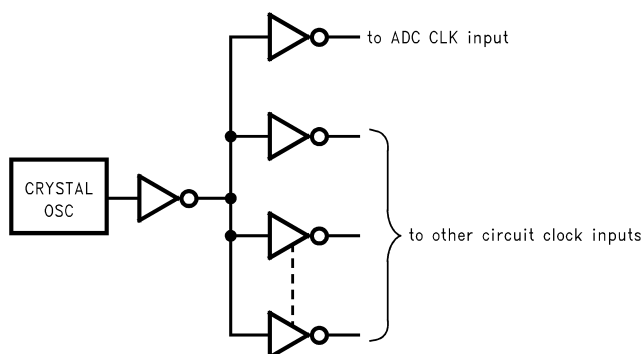 to ADC CLK input
CRYSTAL
OSC
to other circuit clock inputs